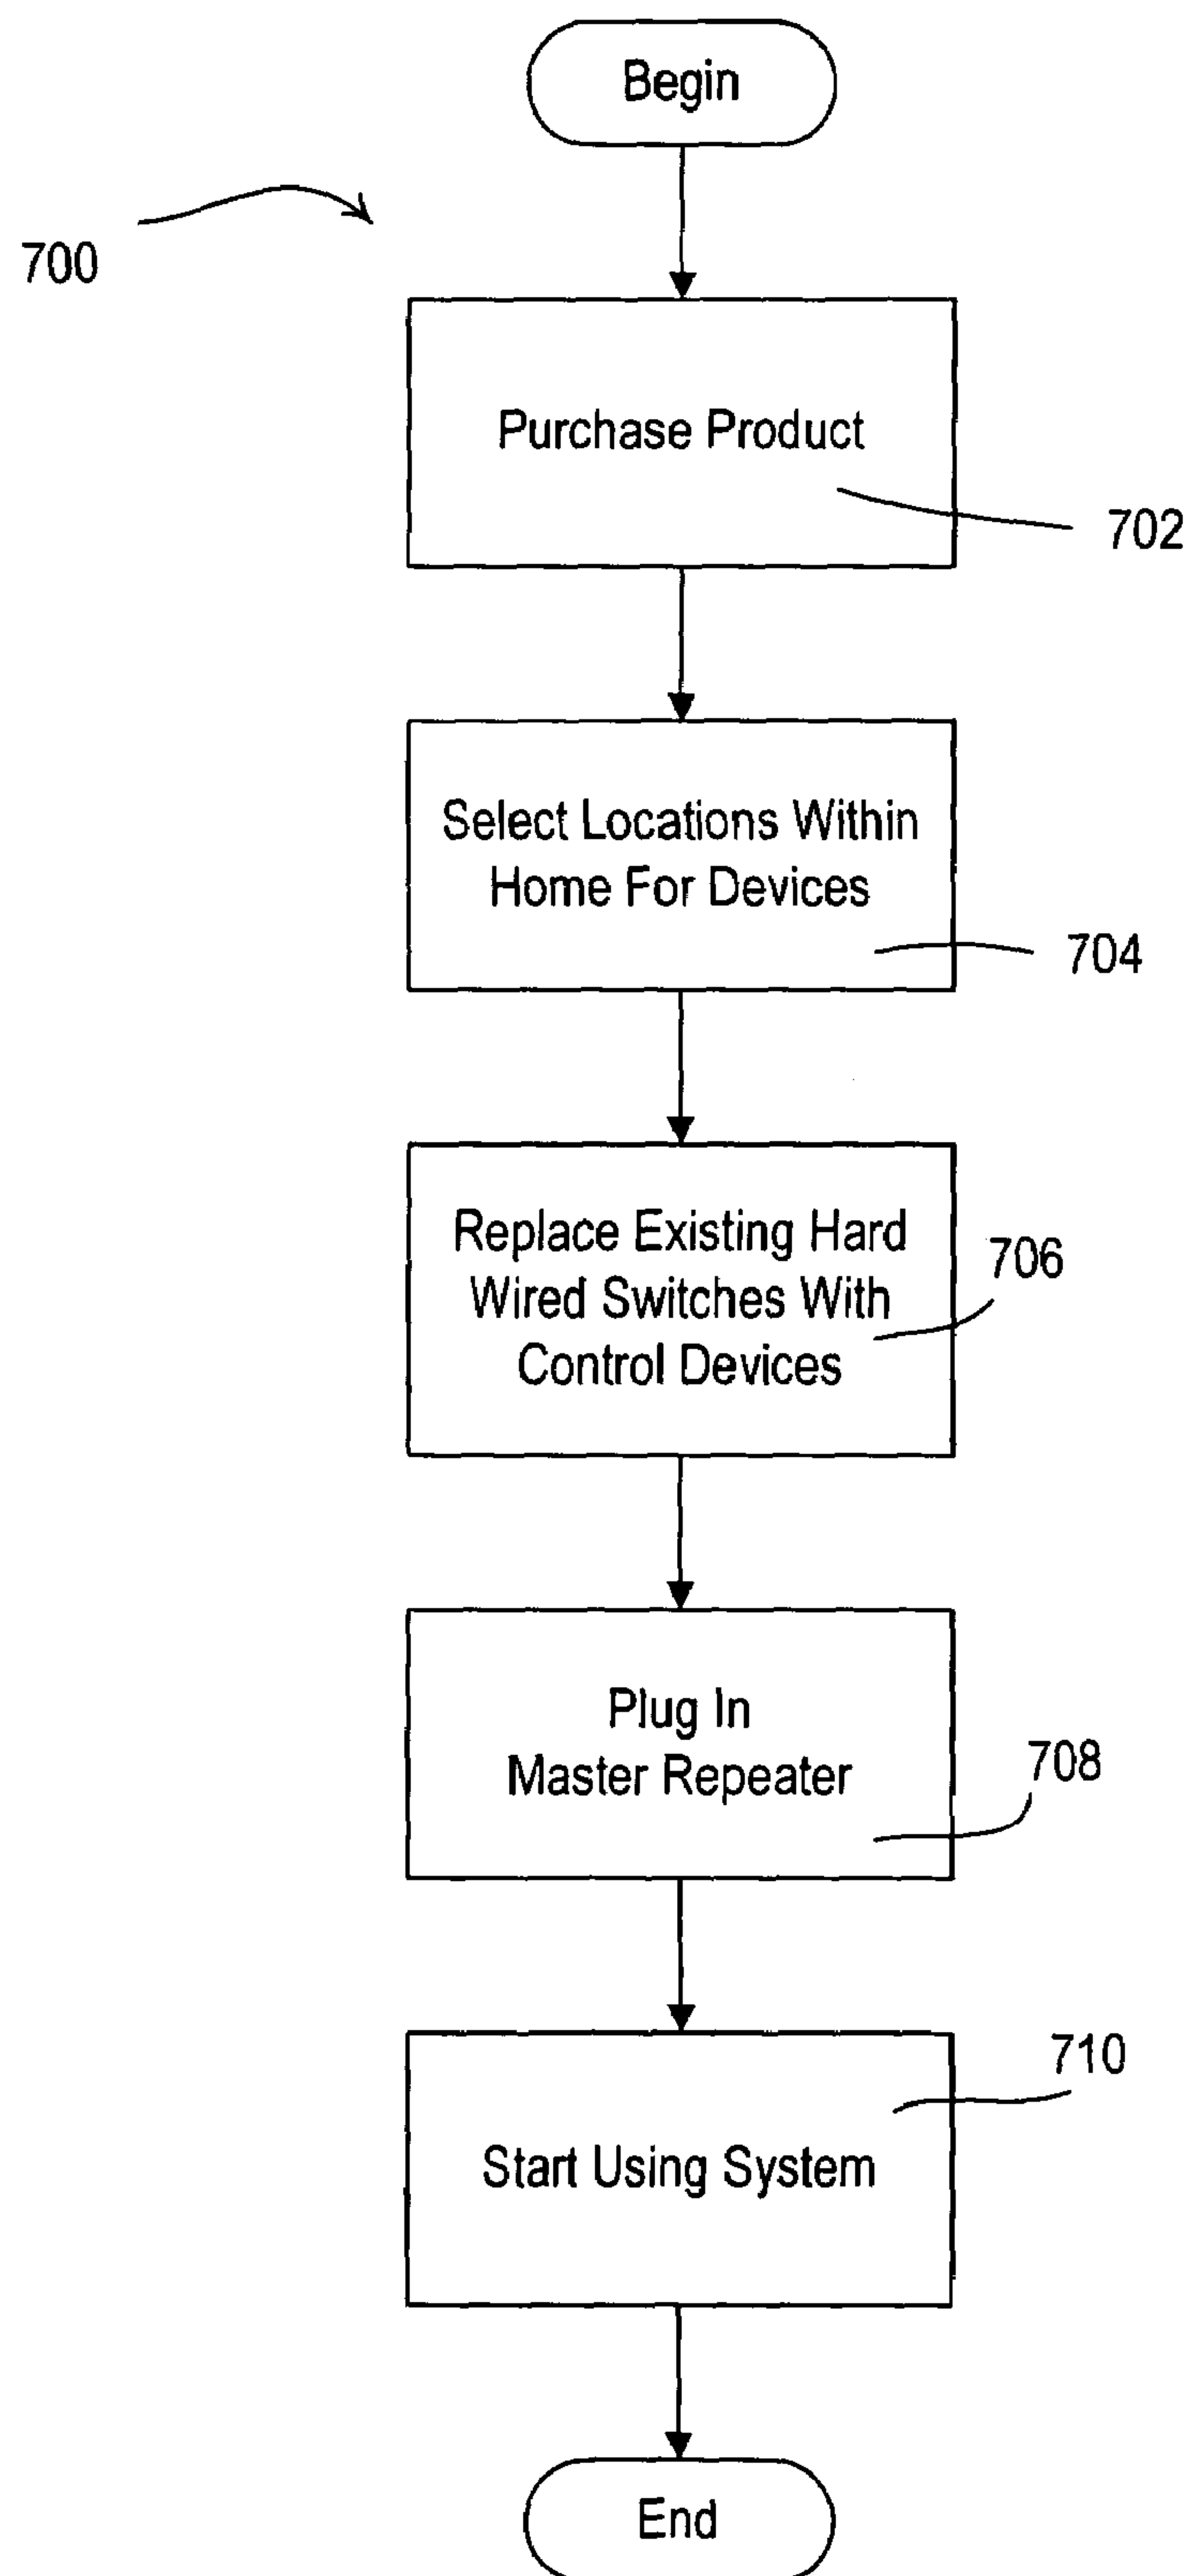 Begin
700
Purchase Product
702
Select Locations Within
Home For Devices
704
Replace Existing Hard
Wired Switches With
Control Devices
706
Plug In
Master Repeater
708
710
Start Using System
End